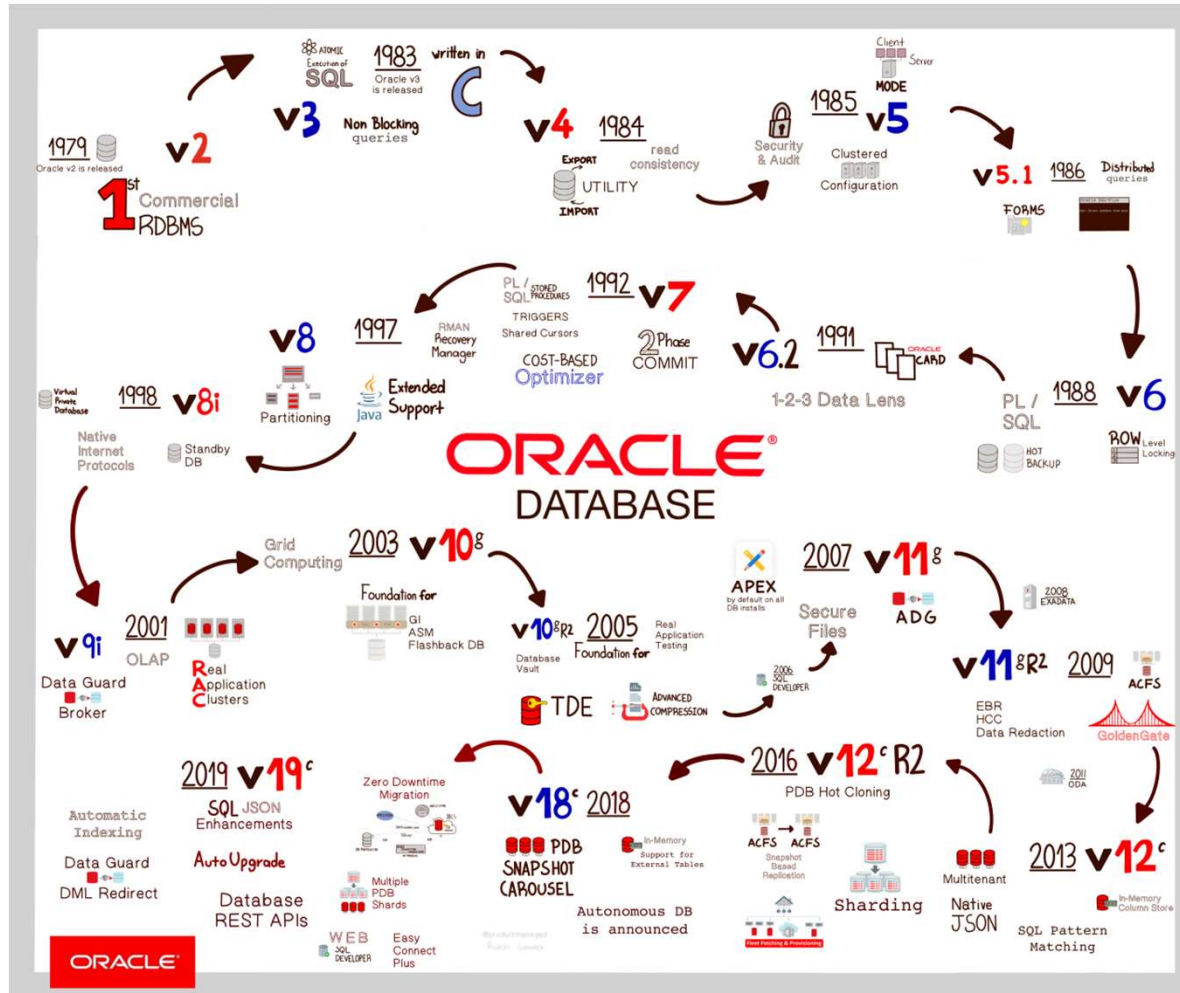 1979
Oracle v2 is released
v2
1st
Commercial
RDBMS
ATOMIC
Execution of
SQL
1983
Oracle v3
is released
written in
C
v3
Non Blocking
queries
v4
1984
read
consistency
EXPORT
UTILITY
IMPORT
Security
& Audit
1985
v5
Client
Server
MODE
Clustered
Configuration
v5.1
1986
Distributed
queries
FORMS
v6
1988
PL /
SQL
HOT
BACKUP
ROW Level
Locking
v6.2
1991
ORACLE
CARD
1-2-3 Data Lens
v7
1992
PL /
SQL
STORED
PROCEDURES
TRIGGERS
Shared Cursors
COST-BASED
Optimizer
2 Phase
COMMIT
v8
1997
RMAN
Recovery
Manager
Partitioning
Java
Extended
Support
Virtual
Private
Database
1998
v8i
Native
Internet
Protocols
Standby
DB
ORACLE®
DATABASE
v9i
2001
OLAP
Data Guard
Broker
Real
Application
Clusters
Grid
Computing
2003
v10g
Foundation for
GI
ASM
Flashback DB
v10gR2
2005
Real
Application
Testing
Database
Vault
Foundation for
TDE
ADVANCED
COMPRESSION
2006
SQL
DEVELOPER
APEX
by default on all
DB installs
2007
v11g
Secure
Files
ADG
2008
EXADATA
v11gR2
2009
ACFS
EBR
HCC
Data Redaction
GoldenGate
2011
ODA
2013
v12c
In-Memory
Column Store
Multitenant
Native
JSON
SQL Pattern
Matching
2016
v12c R2
PDB Hot Cloning
ACFS
ACFS
Snapshot
Based
Replication
Sharding
Fleet Patching & Provisioning
v18c
2018
PDB
SNAPSHOT
CAROUSEL
In-Memory
Support for
External Tables
Autonomous DB
is announced
2019
v19c
SQL JSON
Enhancements
Automatic
Indexing
Auto Upgrade
Data Guard
DML Redirect
Database
REST APIs
Zero Downtime
Migration
Multiple
PDB
Shards
WEB
SQL
DEVELOPER
Easy
Connect
Plus
ORACLE